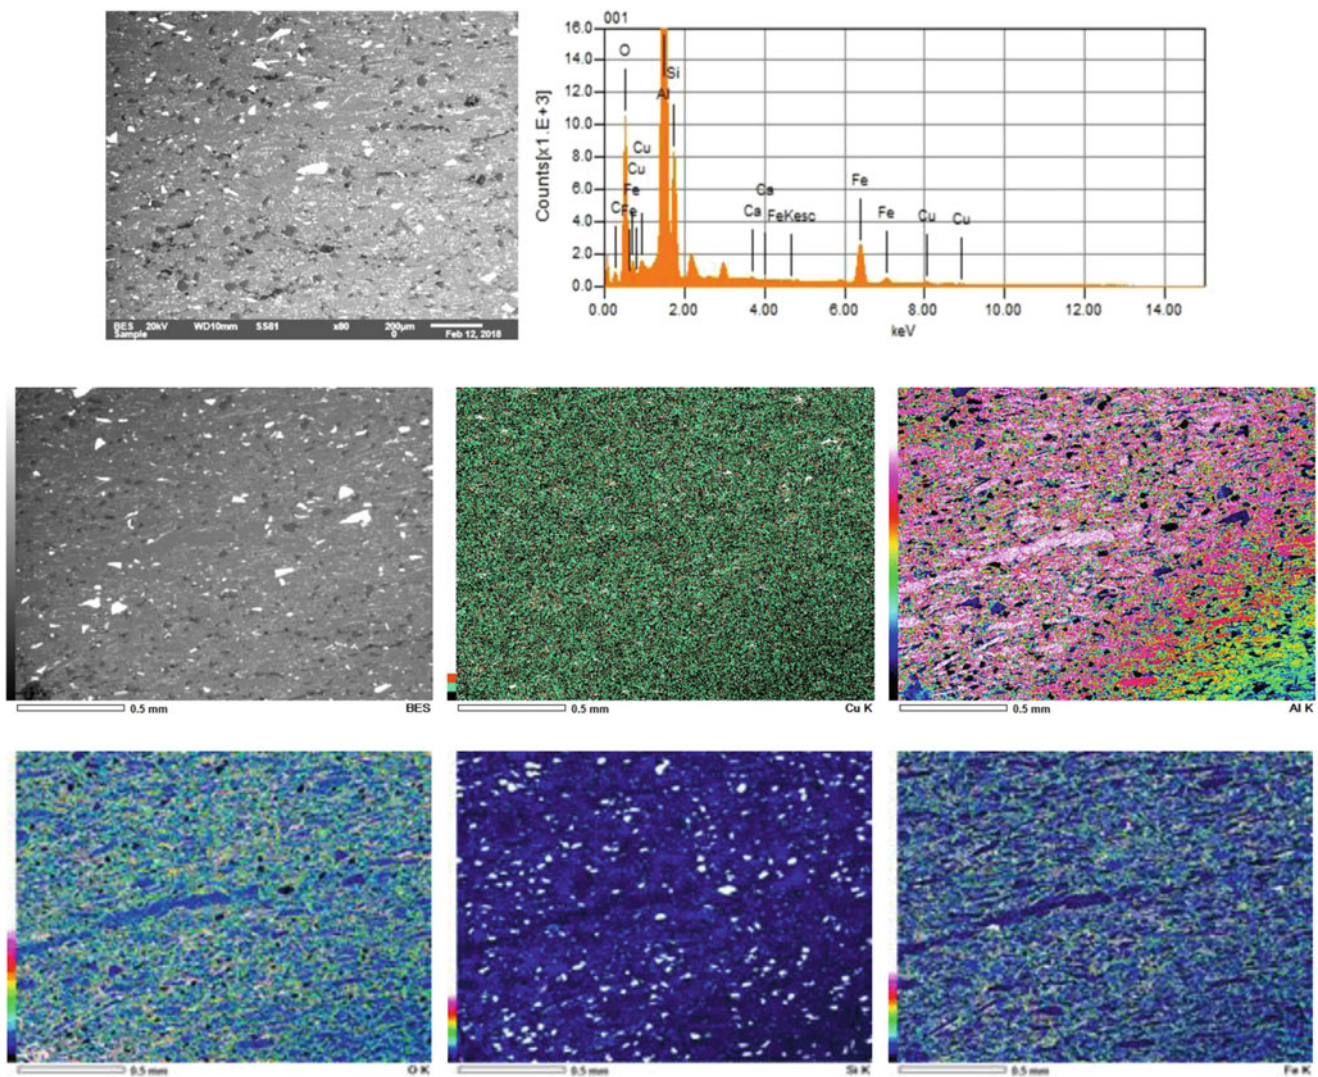 BES 20kV WD10mm SS81 x80 200µm
Sample 0 Feb 12, 2018
001
16.0
14.0
12.0
10.0
8.0
6.0
4.0
2.0
0.0
Counts[x1.E+3]
O
Si
Al
Cu
Cu
Fe
C
Fe
Ca
Ca
FeKesc
Fe
Fe
Cu
Cu
0.00 2.00 4.00 6.00 8.00 10.00 12.00 14.00
keV
0.5 mm BES
0.5 mm Cu K
0.5 mm Al K
0.5 mm O K
0.5 mm Si K
0.5 mm Fe K